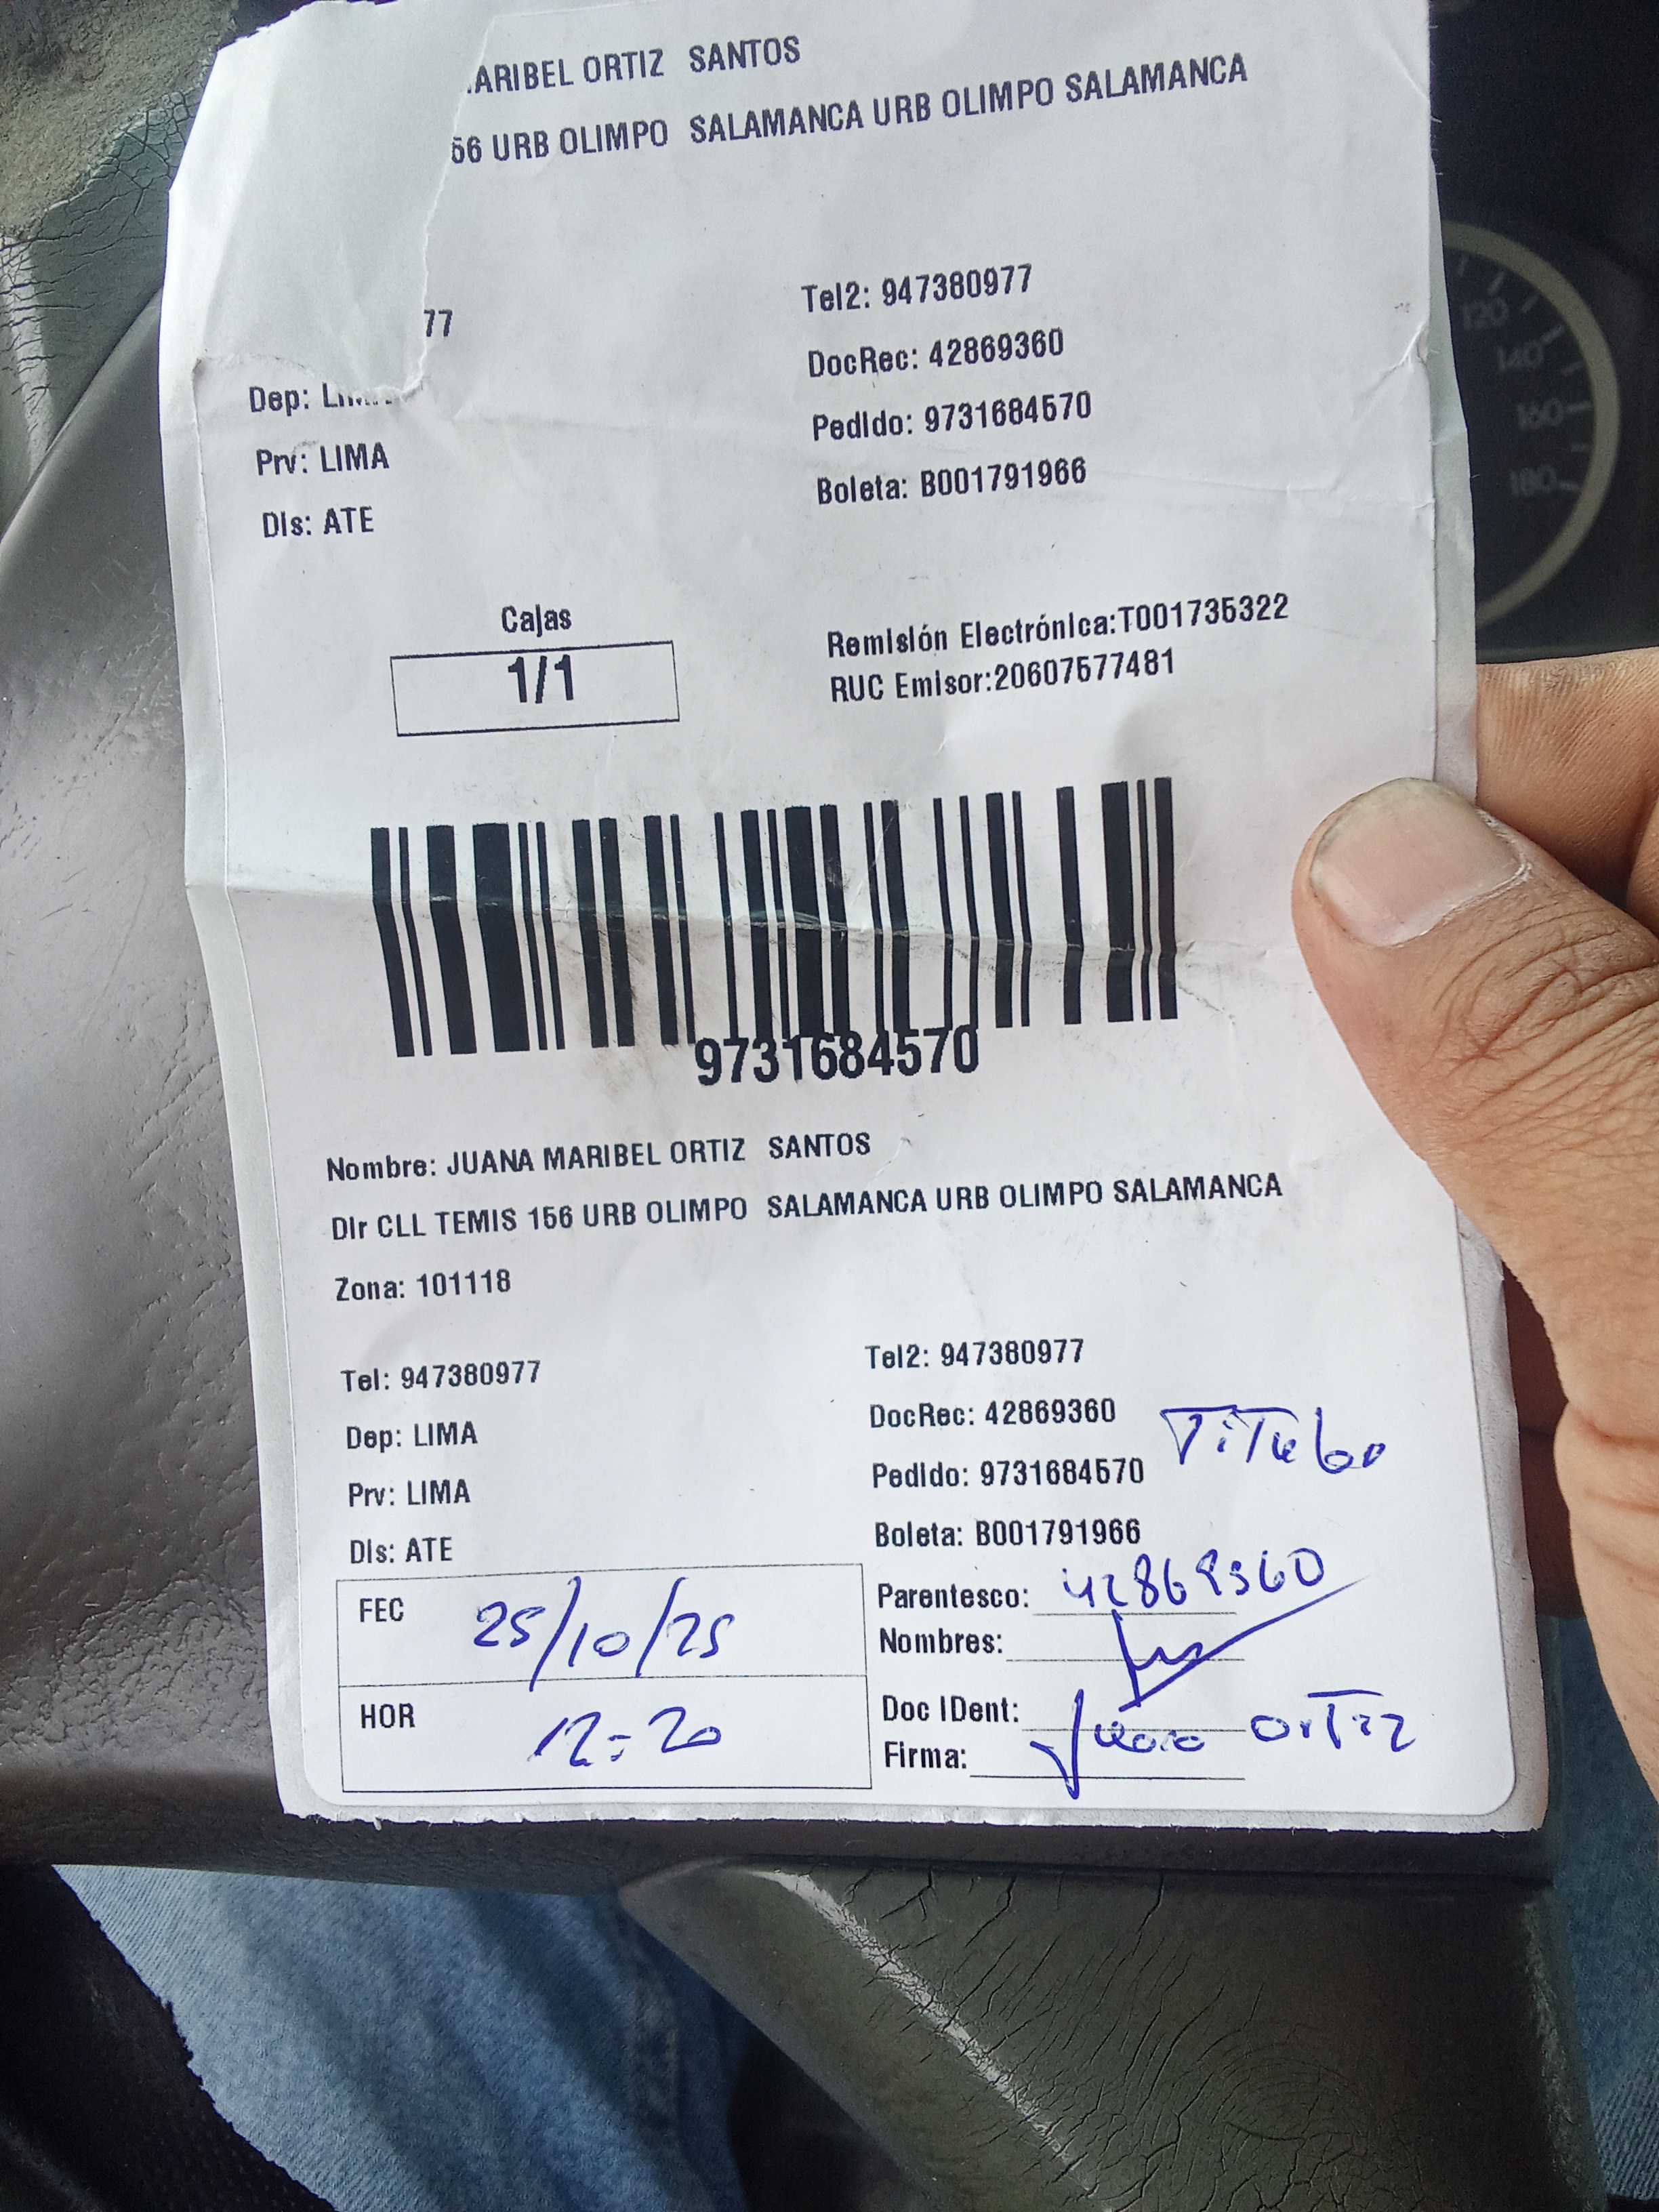 ARIBEL ORTIZ SANTOS
56 URB OLIMPO SALAMANCA URB OLIMPO SALAMANCA
77
Tel2: 947380977
Dep:
DocRec: 42869360
Prv: LIMA
Pedido: 9731684570
Dis: ATE
Boleta: B001791966
Cajas
1/1
Remisión Electrónica:T001735322
RUC Emisor:20607577481
9731684570
Nombre: JUANA MARIBEL ORTIZ SANTOS
Dir CLL TEMIS 156 URB OLIMPO SALAMANCA URB OLIMPO SALAMANCA
Zona: 101118
Tel: 947380977
Tel2: 947380977
Dep: LIMA
DocRec: 42869360
Prv: LIMA
Pedido: 9731684570
Dis: ATE
Boleta: B001791966
FEC 25/10/25
Parentesco: 42869360
Nombres:
HOR 12:20
Doc IDent:
Firma: Juana Ortiz
120
140
160
180